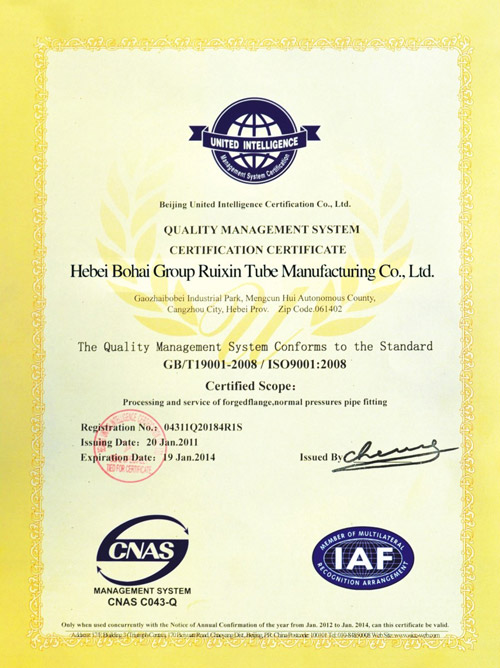 UNITED INTELLIGENCE
Management System Certification
Beijing United Intelligence Certification Co., Ltd.
QUALITY MANAGEMENT SYSTEM
CERTIFICATION CERTIFICATE
Hebei Bohai Group Ruixin Tube Manufacturing Co., Ltd.
Gaozhaibobei Industrial Park, Mengcun Hui Autonomous County,
Cangzhou City, Hebei Prov. Zip Code.061402
The Quality Management System Conforms to the Standard
GB/T19001-2008 / ISO9001:2008
Certified Scope:
Processing and service of forgedflange,normal pressures pipe fitting
Registration No.: 04311Q20184R1S
Issuing Date: 20 Jan.2011
Expiration Date: 19 Jan.2014
Issued By
CNAS
MANAGEMENT SYSTEM
CNAS C043-Q
MEMBER OF MULTILATERAL
IAF
RECOGNITION ARRANGEMENT
Only when used concurrently with the Notice of Annual Confirmation of the year from Jan. 2012 to Jan. 2014, can this certificate be valid.